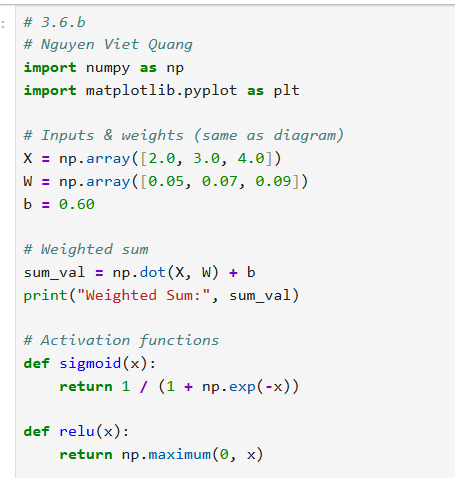 :
# 3.6.b
# Nguyen Viet Quang
import numpy as np
import matplotlib.pyplot as plt

# Inputs & weights (same as diagram)
X = np.array([2.0, 3.0, 4.0])
W = np.array([0.05, 0.07, 0.09])
b = 0.60

# Weighted sum
sum_val = np.dot(X, W) + b
print("Weighted Sum:", sum_val)

# Activation functions
def sigmoid(x):
    return 1 / (1 + np.exp(-x))

def relu(x):
    return np.maximum(0, x)